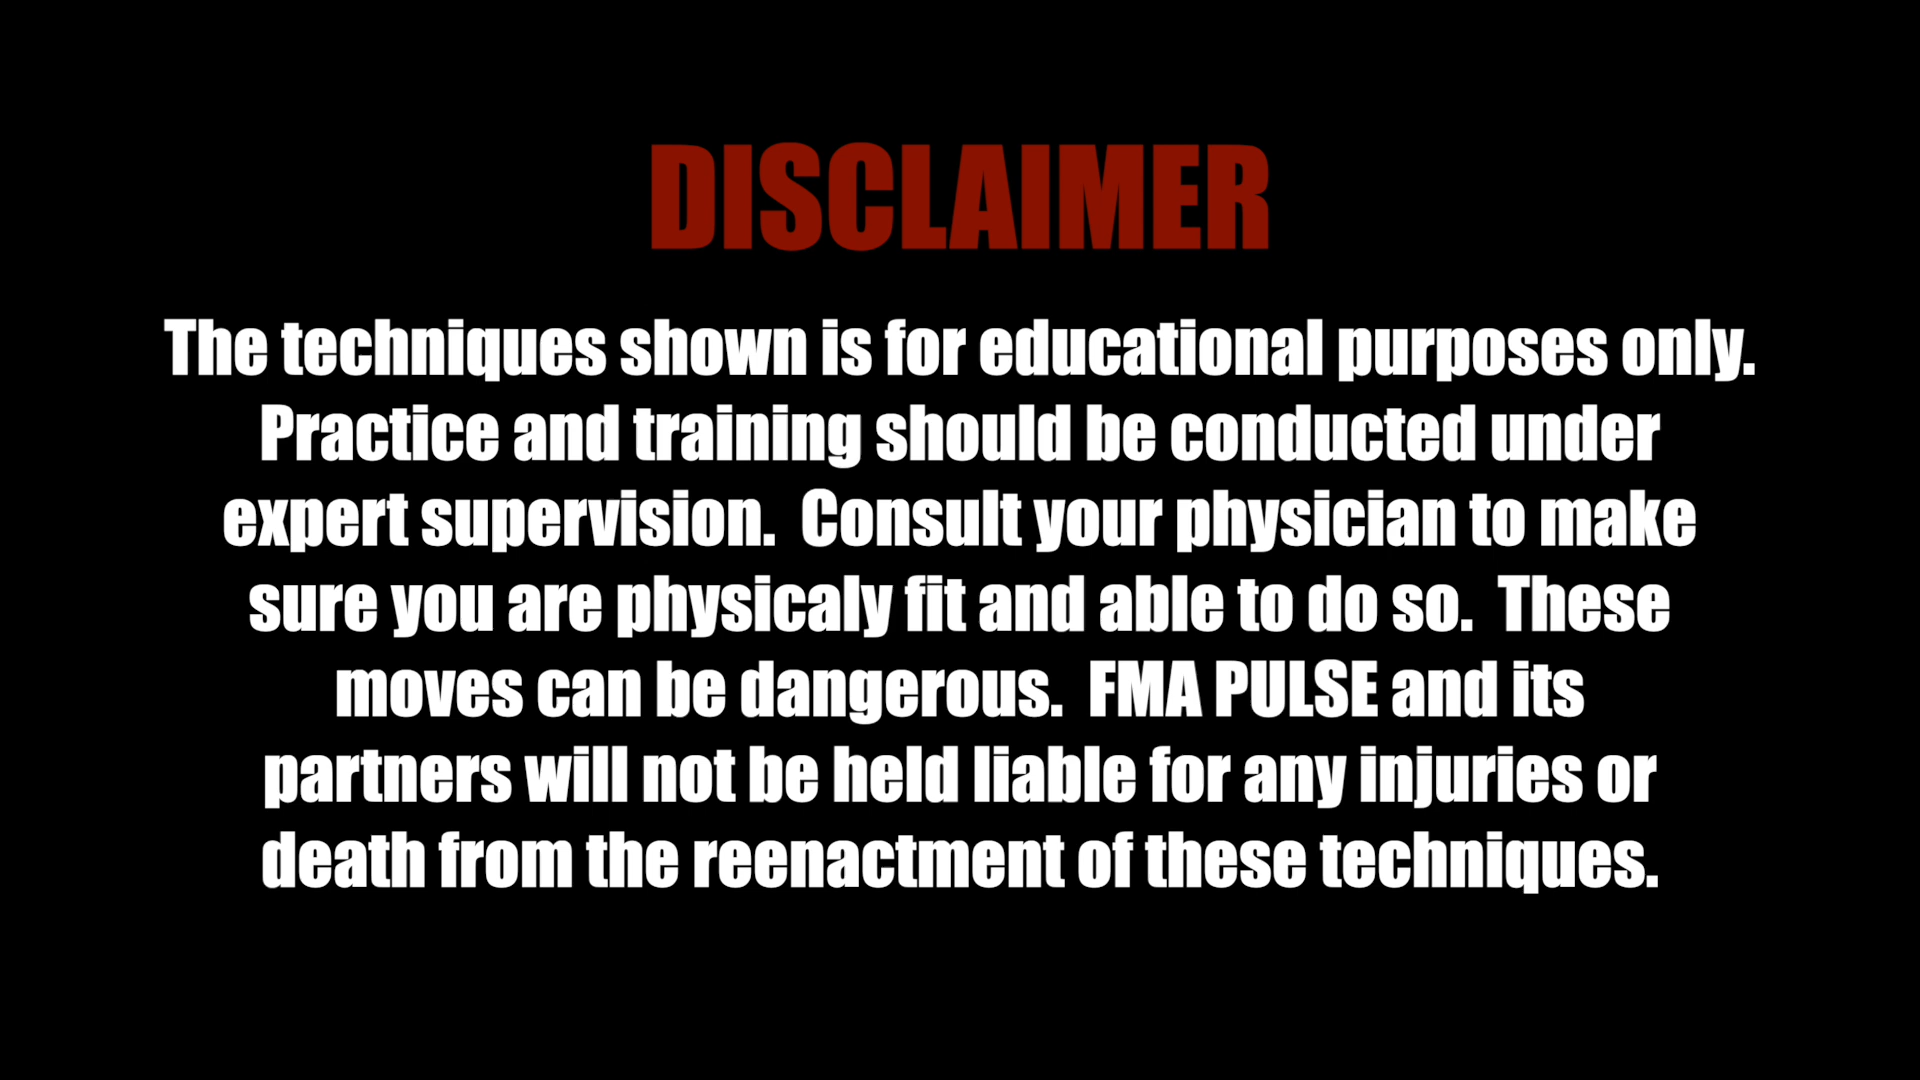 DISCLAIMER
The techniques shown is for educational purposes only.
Practice and training should be conducted under
expert supervision.  Consult your physician to make
sure you are physicaly fit and able to do so.  These
moves can be dangerous.  FMA PULSE and its
partners will not be held liable for any injuries or
death from the reenactment of these techniques.